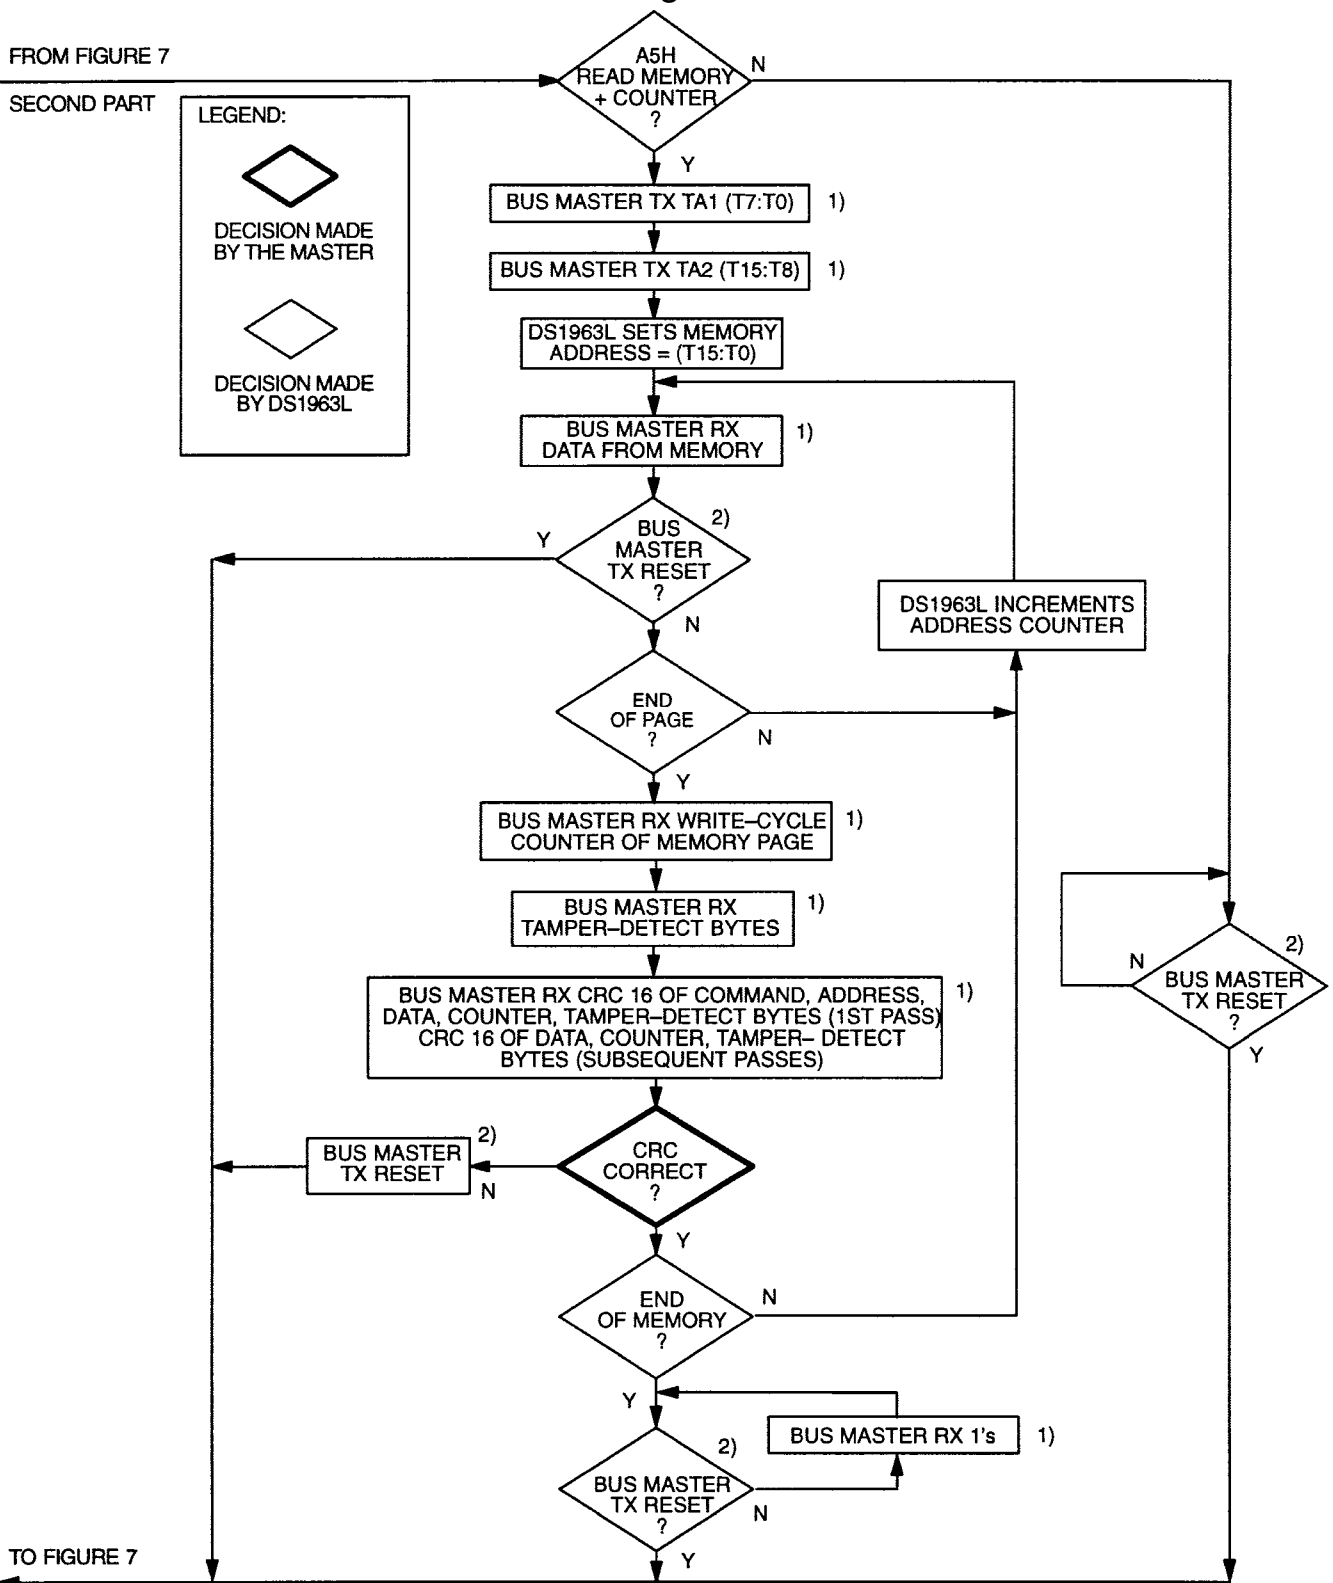 FROM FIGURE 7
SECOND PART
LEGEND:
DECISION MADE
BY THE MASTER
DECISION MADE
BY DS1963L
A5H
READ MEMORY
+ COUNTER
?
N
Y
BUS MASTER TX TA1 (T7:T0)
1)
BUS MASTER TX TA2 (T15:T8)
1)
DS1963L SETS MEMORY
ADDRESS = (T15:T0)
BUS MASTER RX
DATA FROM MEMORY
1)
BUS
MASTER
TX RESET
?
2)
Y
N
DS1963L INCREMENTS
ADDRESS COUNTER
END
OF PAGE
?
N
Y
BUS MASTER RX WRITE–CYCLE
COUNTER OF MEMORY PAGE
1)
BUS MASTER RX
TAMPER–DETECT BYTES
1)
BUS MASTER RX CRC 16 OF COMMAND, ADDRESS,
DATA, COUNTER, TAMPER–DETECT BYTES (1ST PASS)
CRC 16 OF DATA, COUNTER, TAMPER– DETECT
BYTES (SUBSEQUENT PASSES)
1)
N
2)
BUS MASTER
TX RESET
?
Y
CRC
CORRECT
?
N
Y
BUS MASTER
TX RESET
2)
END
OF MEMORY
?
N
Y
BUS MASTER RX 1's
1)
2)
BUS MASTER
TX RESET
?
N
Y
TO FIGURE 7